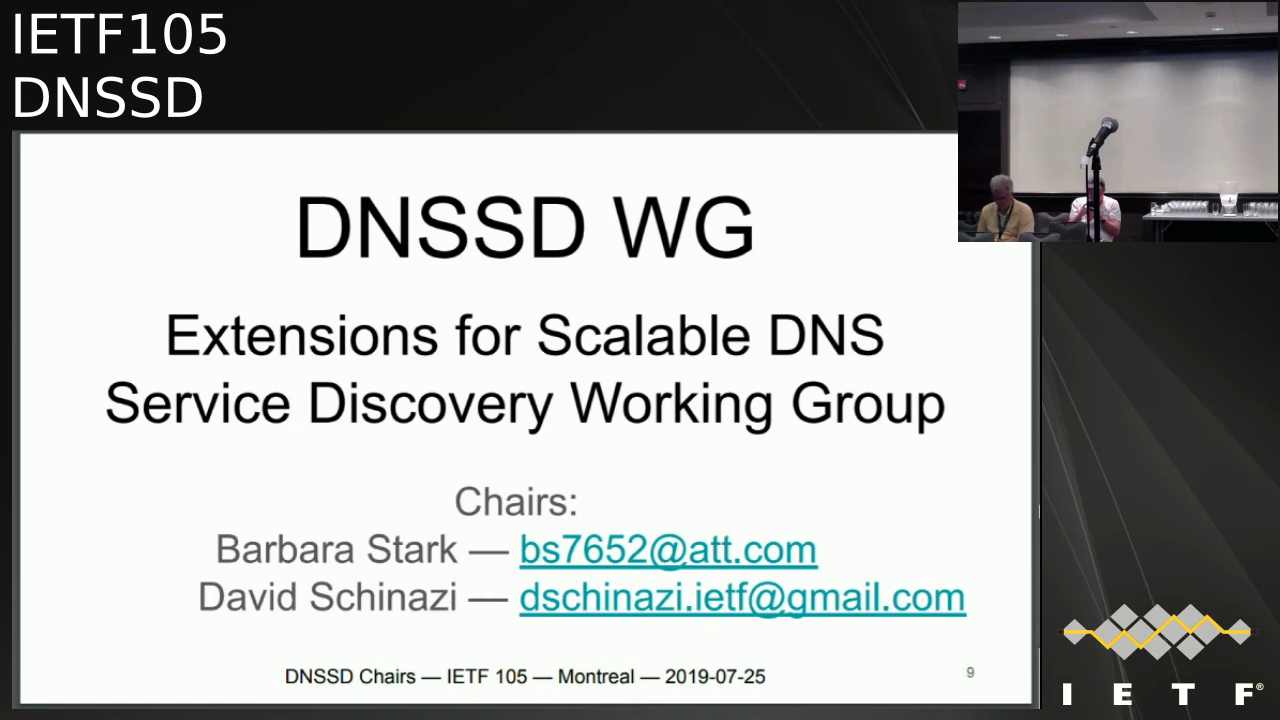 IETF105
DNSSD
DNSSD WG
Extensions for Scalable DNS
Service Discovery Working Group
Chairs:
Barbara Stark — bs7652@att.com
David Schinazi — dschinazi.ietf@gmail.com
DNSSD Chairs — IETF 105 — Montreal — 2019-07-25
9
I E T F®